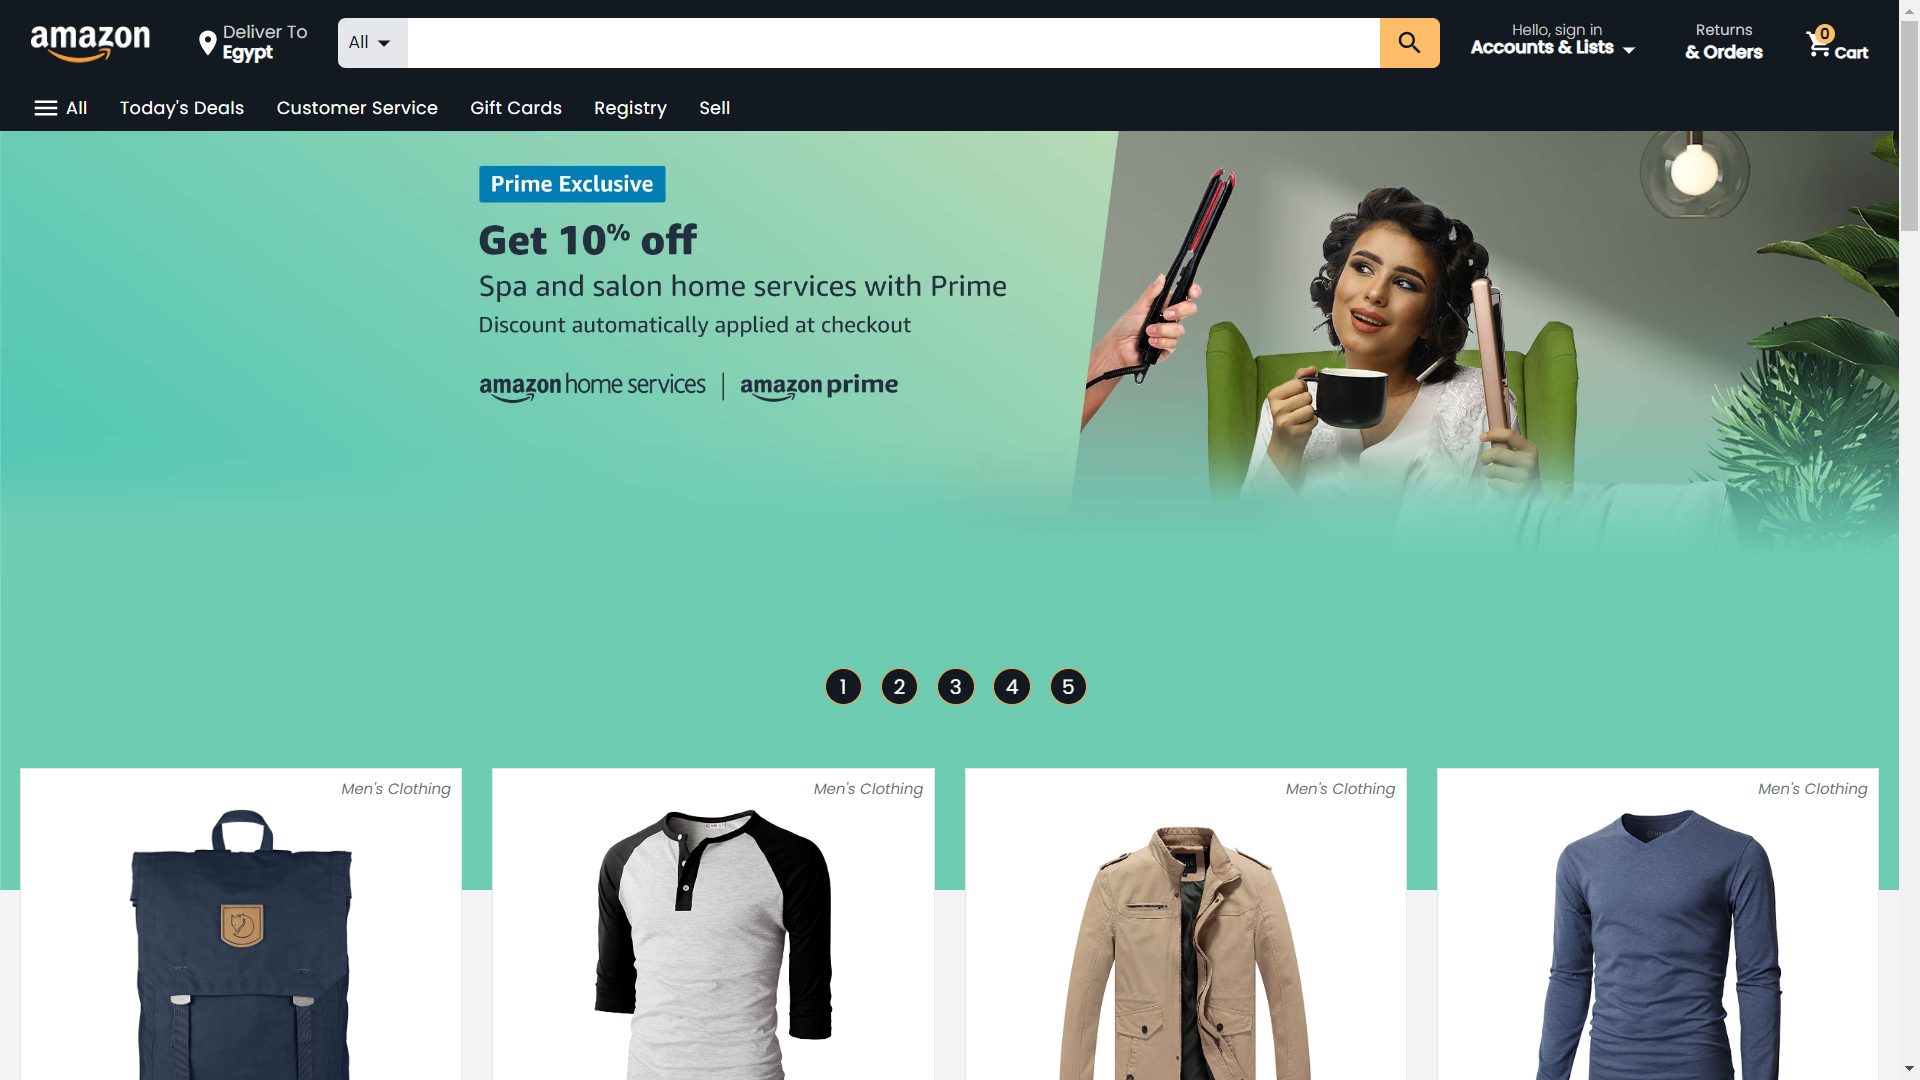 amazon
Deliver To
Egypt
All
Hello, sign in
Accounts & Lists
Returns
& Orders
0
Cart
All
Today's Deals
Customer Service
Gift Cards
Registry
Sell
Prime Exclusive
Get 10% off
Spa and salon home services with Prime
Discount automatically applied at checkout
amazon home services | amazon prime
1 2 3 4 5
Men's Clothing
Men's Clothing
Men's Clothing
Men's Clothing